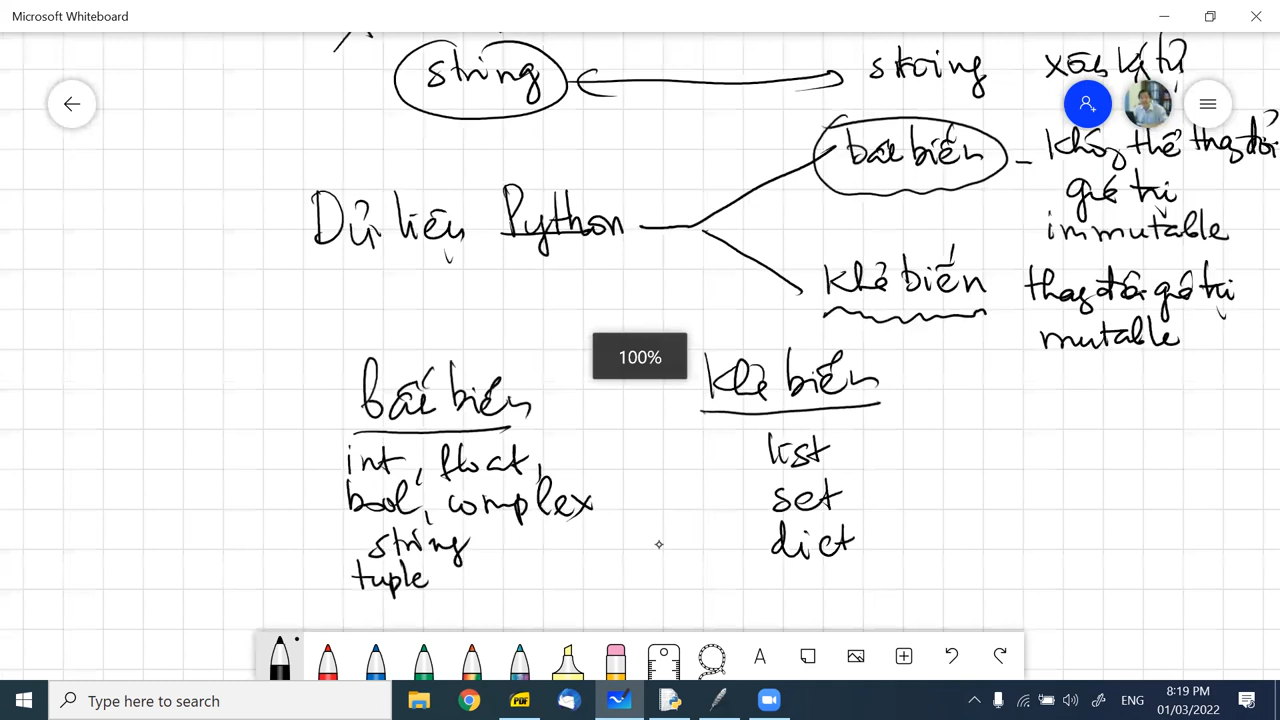 Microsoft Whiteboard
string string xâu ký tự
Dữ liệu Python
bất biến - không thể thay đổi
giá trị
immutable
khả biến thay đổi giá trị
mutable
100%
bất biến
int, float,
bool, complex
string
tuple
khả biến
list
set
dict
Type here to search
PDF
ENG
8:19 PM
01/03/2022